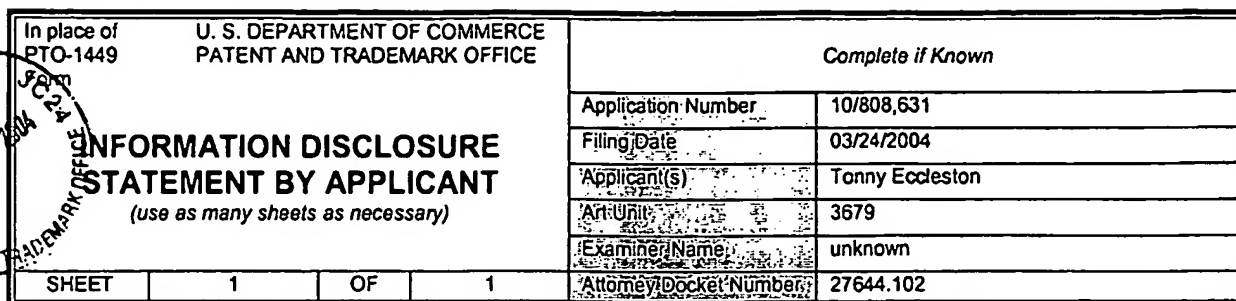 In place of U. S. DEPARTMENT OF COMMERCE
PTO-1449 PATENT AND TRADEMARK OFFICE
Form
INFORMATION DISCLOSURE
STATEMENT BY APPLICANT
(use as many sheets as necessary)
SHEET 1 OF 1
Complete if Known
Application Number 10/808,631
Filing Date 03/24/2004
Applicant(s) Tonny Eccleston
Art Unit 3679
Examiner Name unknown
Attorney Docket Number 27644.102
TRADEMARK OFFICE